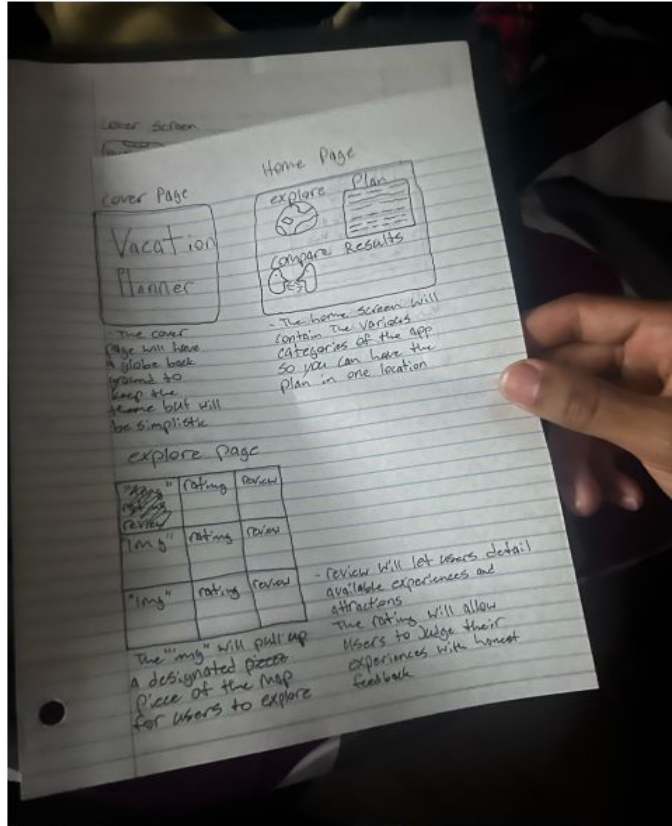 cover screen
Home Page
cover Page
explore
Plan
compare
Results
Vacation
Planner
- The cover
page will have
a globe back
ground to
keep the
theme but will
be simplistic
- The home screen will
contain the various
categories of the app
so you can have the
plan in one location
explore page
rating
review
review
"Img"
rating
review
"Img"
rating
review
The "img" will pull up
a designated piece
piece of the map
for users to explore
- review will let users detail
available experiences and
attractions
The rating will allow
users to judge their
experiences with honest
feedback